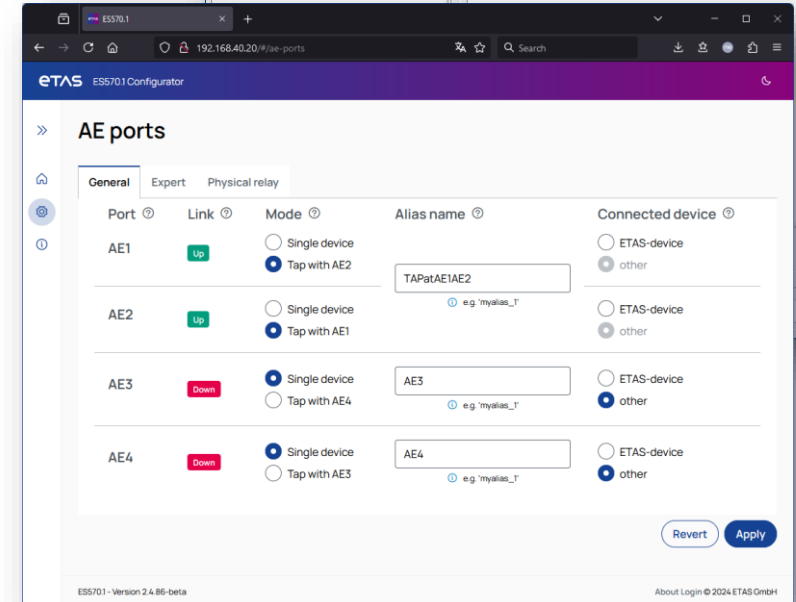 ES570.1
192.168.40.20/#/ae-ports
Search
eTAS ES570.1 Configurator
AE ports
General Expert Physical relay
Port Link Mode Alias name Connected device
AE1 Up Single device ETAS-device
Tap with AE2 other
TAPatAE1AE2
e.g. 'myalias_1'
AE2 Up Single device ETAS-device
Tap with AE1 other
AE3 Down Single device AE3 ETAS-device
Tap with AE4 e.g. 'myalias_1' other
AE4 Down Single device AE4 ETAS-device
Tap with AE3 e.g. 'myalias_1' other
Revert Apply
ES570.1 - Version 2.4.86-beta About Login © 2024 ETAS GmbH